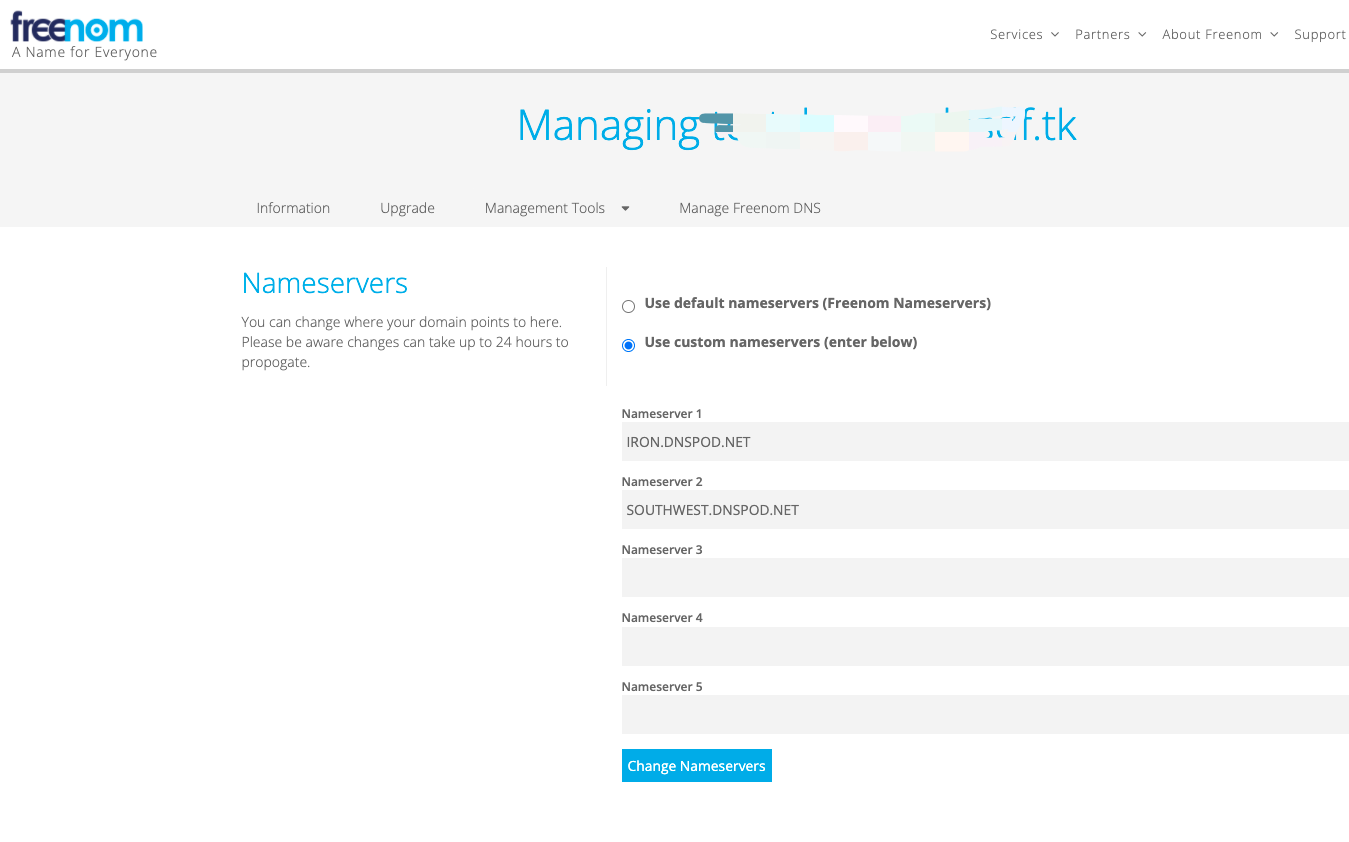 freenom
A Name for Everyone
Services Partners About Freenom Support
Managing
Information Upgrade Management Tools Manage Freenom DNS
Nameservers
You can change where your domain points to here.
Please be aware changes can take up to 24 hours to
propogate.
Use default nameservers (Freenom Nameservers)
Use custom nameservers (enter below)
Nameserver 1
IRON.DNSPOD.NET
Nameserver 2
SOUTHWEST.DNSPOD.NET
Nameserver 3
Nameserver 4
Nameserver 5
Change Nameservers